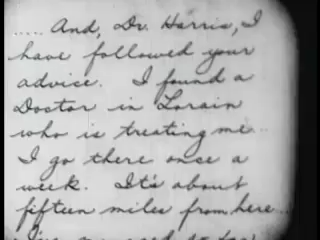 ..... And, Dr. Harris, I
have followed your
advice. I found a
Doctor in Lorain
who is treating me..
I go there once a
week. It's about
fifteen miles from here...
I've